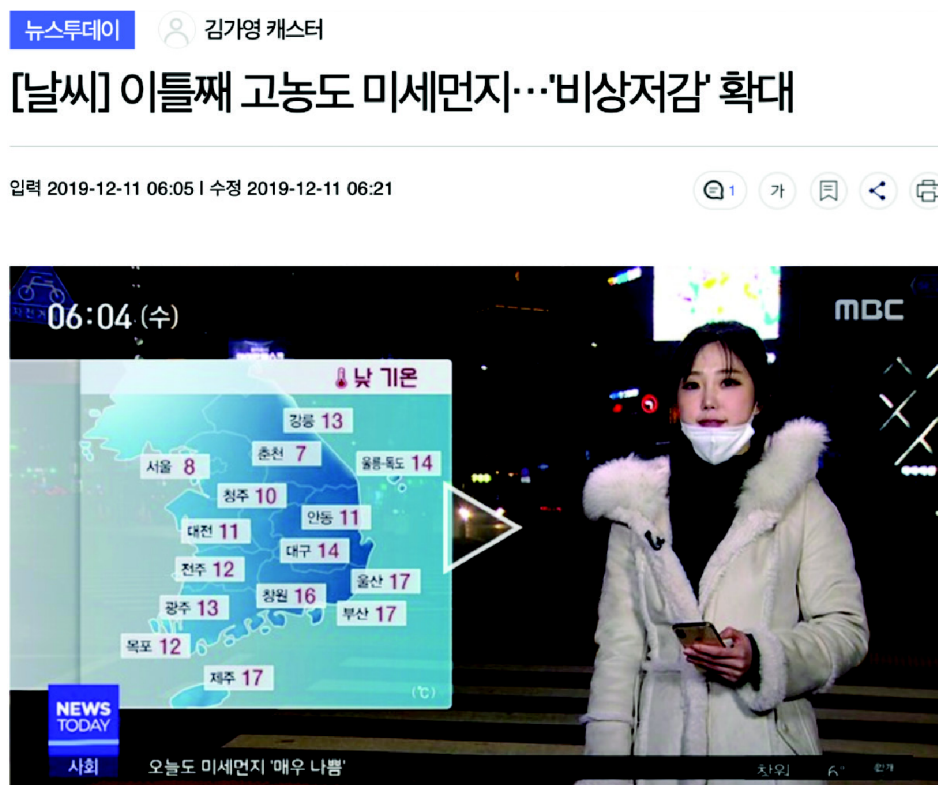 뉴스투데이 김가영 캐스터
[날씨] 이틀째 고농도 미세먼지…'비상저감' 확대
입력 2019-12-11 06:05 | 수정 2019-12-11 06:21
1 가
06:04 (수)
MBC
낮 기온
강릉 13
춘천 7
서울 8
울릉·독도 14
청주 10
안동 11
대전 11
대구 14
전주 12
울산 17
창원 16
광주 13
부산 17
목포 12
제주 17
(℃)
NEWS
TODAY
사회 오늘도 미세먼지 '매우 나쁨'
창원 6°